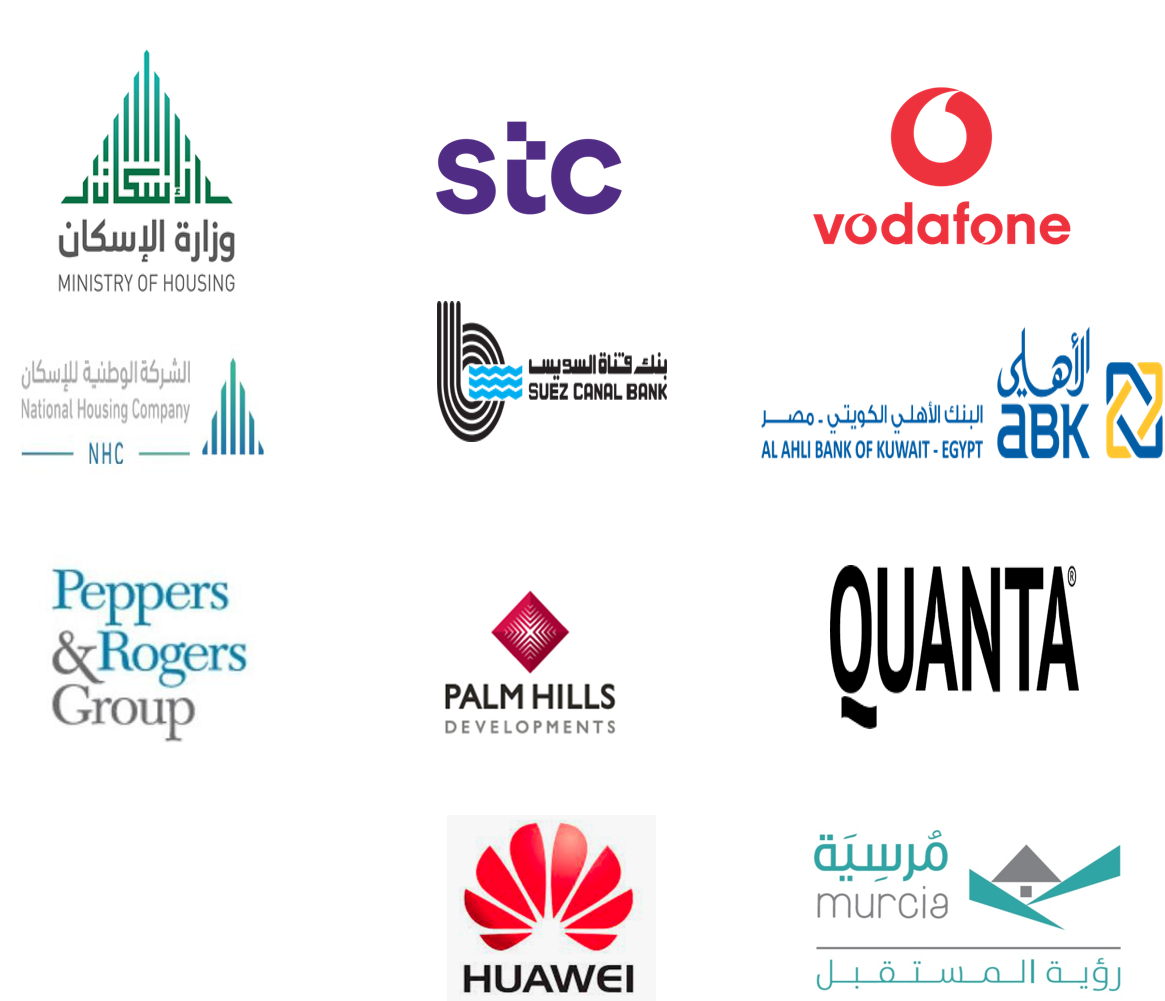 الإسكان
وزارة الإسكان
MINISTRY OF HOUSING
stc
vodafone
الشركة الوطنية للإسكان
National Housing Company
NHC
بنك قناة السويس
SUEZ CANAL BANK
الأهلي
aBK
البنك الأهلي الكويتي - مصر
AL AHLI BANK OF KUWAIT - EGYPT
Peppers
&Rogers
Group
PALM HILLS
DEVELOPMENTS
QUANTA®
HUAWEI
مُرسِيَة
murcia
رؤية المستقبل